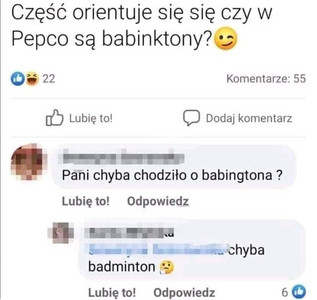 Część orientuje się się czy w
Pepco są babinktony?😉
22
Komentarze: 55
Lubię to!
Dodaj komentarz
Pani chyba chodziło o babingtona ?
Lubię to! Odpowiedz
chyba
badminton 🤔
Lubię to! Odpowiedz 6